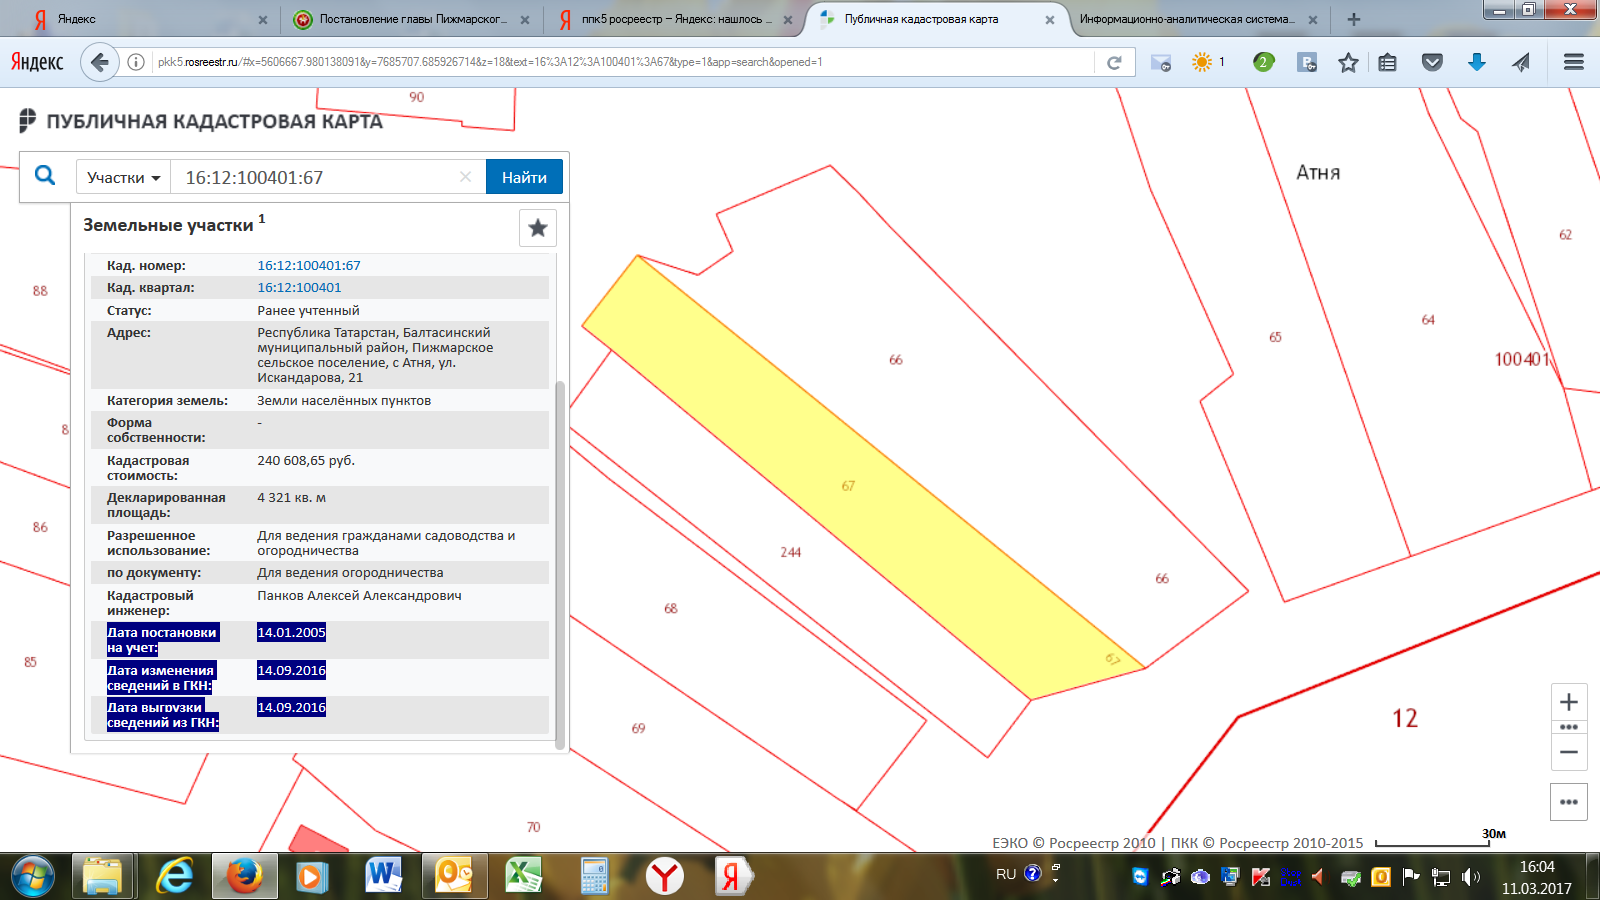 Яндекс
Постановление главы Пижмарског...
ппк5 росреестр – Яндекс: нашлось ...
Публичная кадастровая карта
Информационно-аналитическая система...
Яндекс
pkk5.rosreestr.ru/#x=5606667.980138091&y=7685707.685926714&z=18&text=16%3A12%3A100401%3A67&type=1&app=search&opened=1
1
2
ПУБЛИЧНАЯ КАДАСТРОВАЯ КАРТА
Участки
16:12:100401:67
Найти
Земельные участки 1
Кад. номер: 16:12:100401:67
Кад. квартал: 16:12:100401
Статус: Ранее учтенный
Адрес: Республика Татарстан, Балтасинский
муниципальный район, Пижмарское
сельское поселение, с Атня, ул.
Искандарова, 21
Категория земель: Земли населённых пунктов
Форма
собственности: -
Кадастровая
стоимость: 240 608,65 руб.
Декларированная
площадь: 4 321 кв. м
Разрешенное
использование: Для ведения гражданами садоводства и
огородничества
по документу: Для ведения огородничества
Кадастровый
инженер: Панков Алексей Александрович
Дата постановки
на учет: 14.01.2005
Дата изменения
сведений в ГКН: 14.09.2016
Дата выгрузки
сведений из ГКН: 14.09.2016
90
Атня
62
88
65
64
66
100401
67
86
244
66
68
67
85
12
69
70
30м
ЕЭКО © Росреестр 2010 | ПКК © Росреестр 2010-2015
RU
16:04
11.03.2017